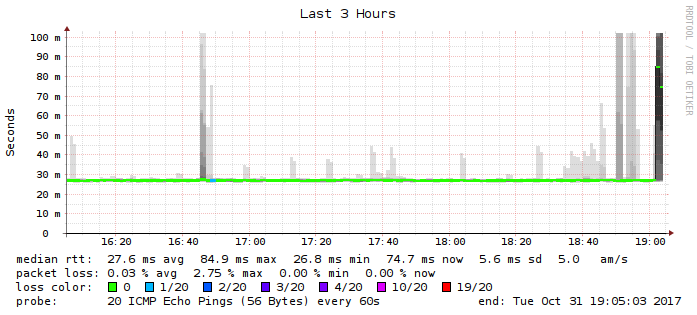 Last 3 Hours
RRDTOOL / TOBI OETIKER
Seconds
100 m
90 m
80 m
70 m
60 m
50 m
40 m
30 m
20 m
10 m
0
16:20 16:40 17:00 17:20 17:40 18:00 18:20 18:40 19:00
median rtt: 27.6 ms avg 84.9 ms max 26.8 ms min 74.7 ms now 5.6 ms sd 5.0 am/s
packet loss: 0.03 % avg 2.75 % max 0.00 % min 0.00 % now
loss color: 0 1/20 2/20 3/20 4/20 10/20 19/20
probe: 20 ICMP Echo Pings (56 Bytes) every 60s end: Tue Oct 31 19:05:03 2017